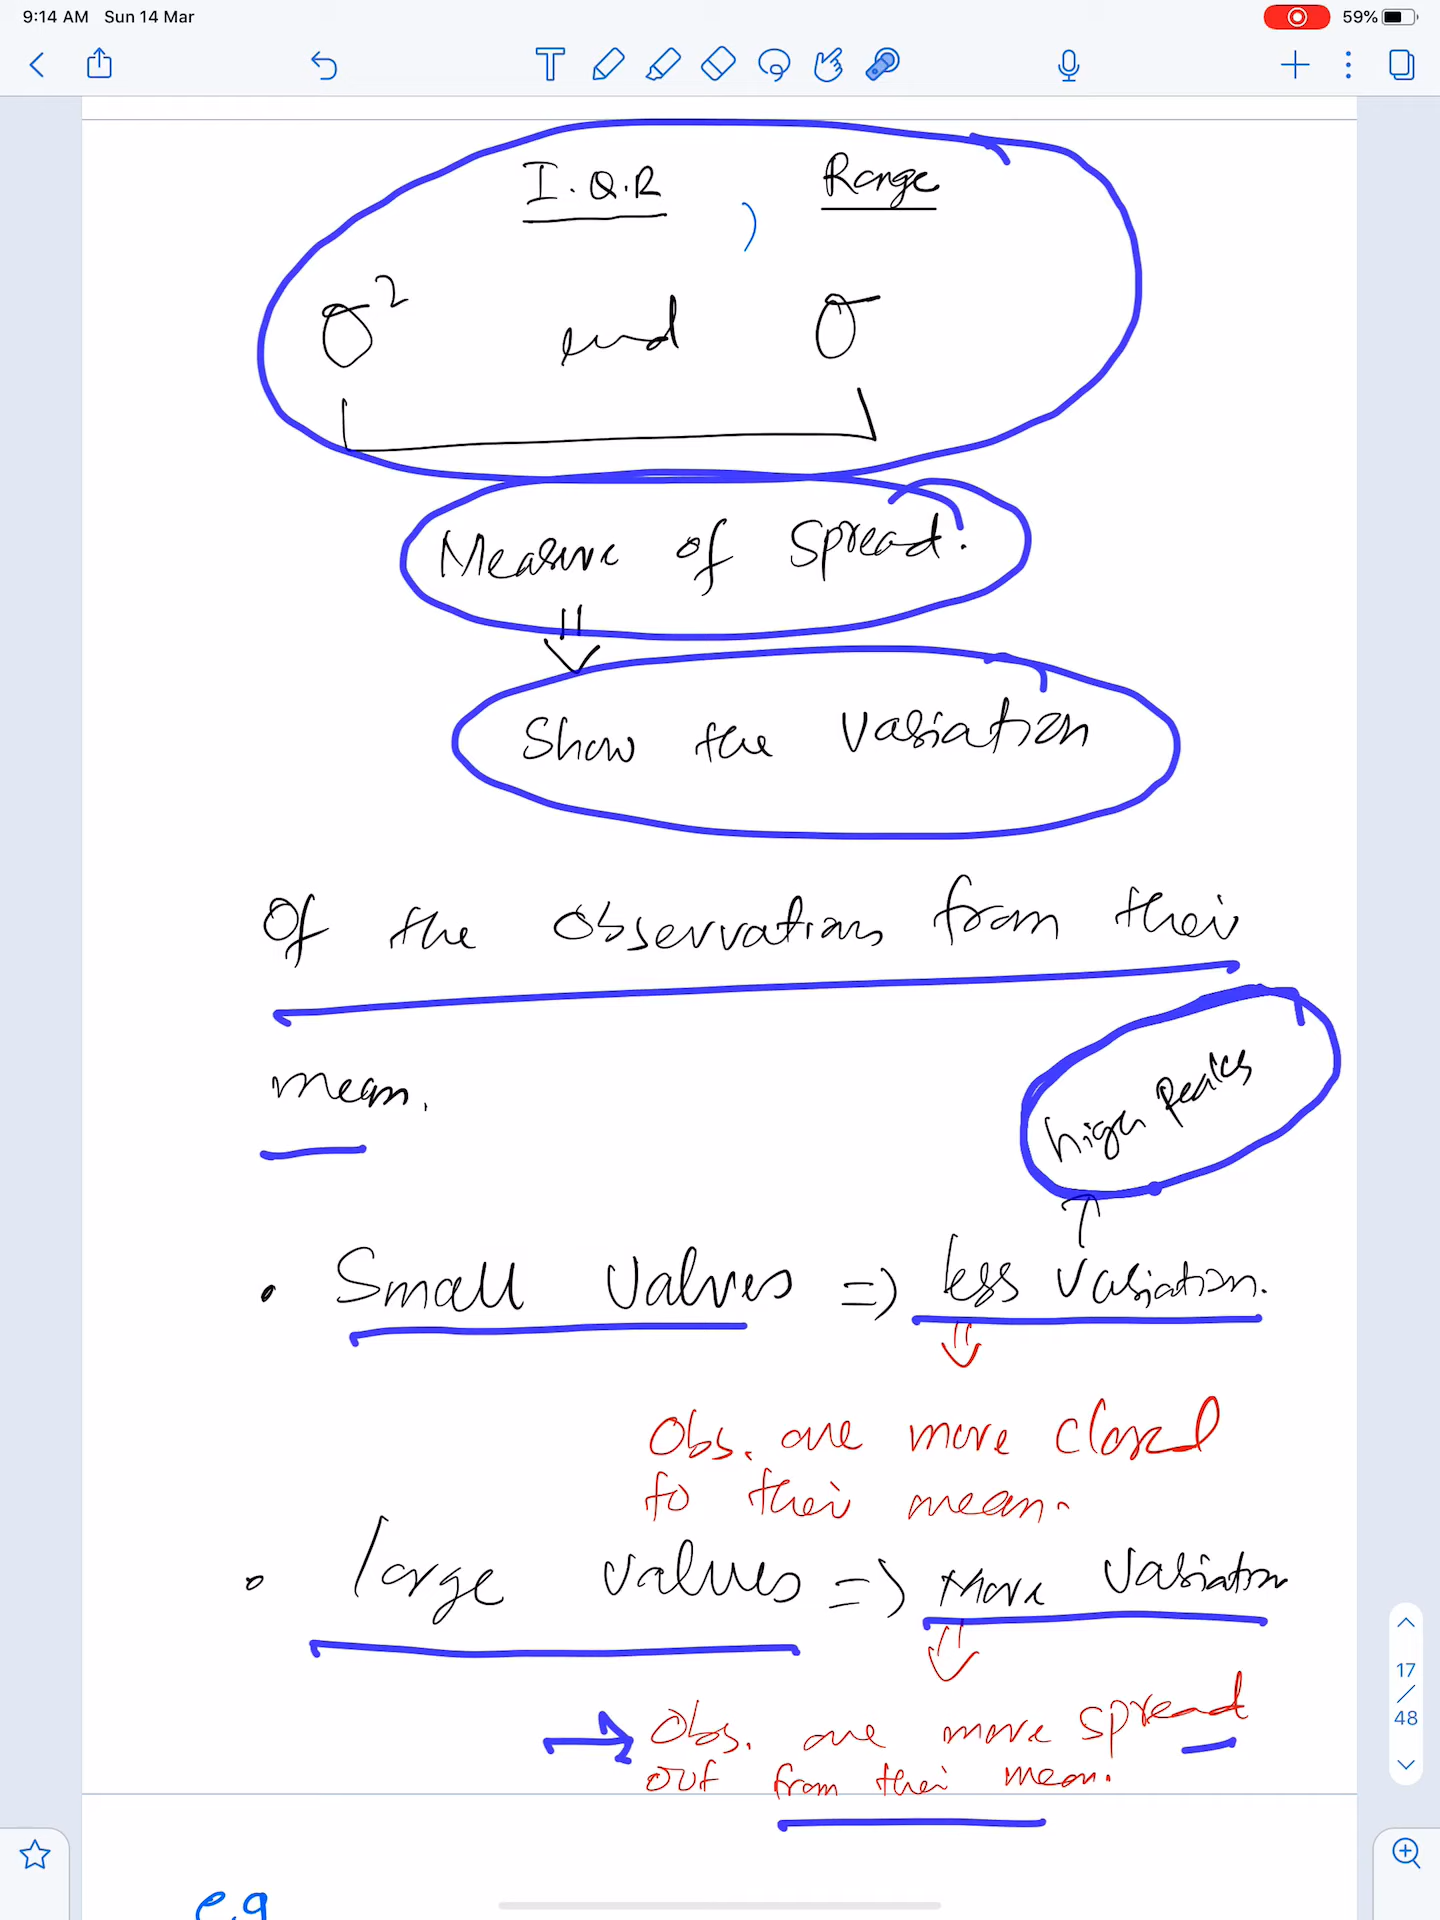 9:14 AM Sun 14 Mar
59%
I.Q.R , Range
σ² and σ
Measure of Spread.
Show the Variation
Of the Observations from their
mean.
high Peaks
• Small Values => less Variation.
Obs. are more closed
to their mean.
• large values => More Variation
Obs. are more spread
out from their mean.
17
/
48
e.g